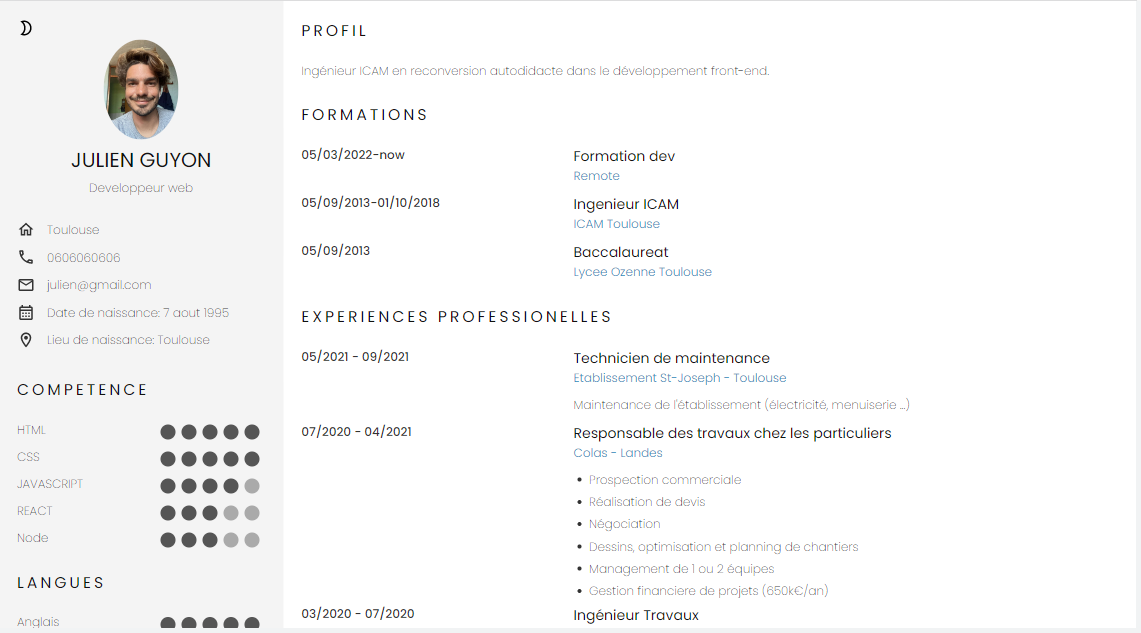 JULIEN GUYON
Developpeur web
Toulouse
0606060606
julien@gmail.com
Date de naissance: 7 aout 1995
Lieu de naissance: Toulouse
COMPETENCE
HTML
CSS
JAVASCRIPT
REACT
Node
LANGUES
Anglais
PROFIL
Ingénieur ICAM en reconversion autodidacte dans le développement front-end.
FORMATIONS
05/03/2022-now
Formation dev
Remote
05/09/2013-01/10/2018
Ingenieur ICAM
ICAM Toulouse
05/09/2013
Baccalaureat
Lycee Ozenne Toulouse
EXPERIENCES PROFESSIONELLES
05/2021 - 09/2021
Technicien de maintenance
Etablissement St-Joseph - Toulouse
Maintenance de l'établissement (électricité, menuiserie ...)
07/2020 - 04/2021
Responsable des travaux chez les particuliers
Colas - Landes
Prospection commerciale
Réalisation de devis
Négociation
Dessins, optimisation et planning de chantiers
Management de 1 ou 2 équipes
Gestion financiere de projets (650k€/an)
03/2020 - 07/2020
Ingénieur Travaux